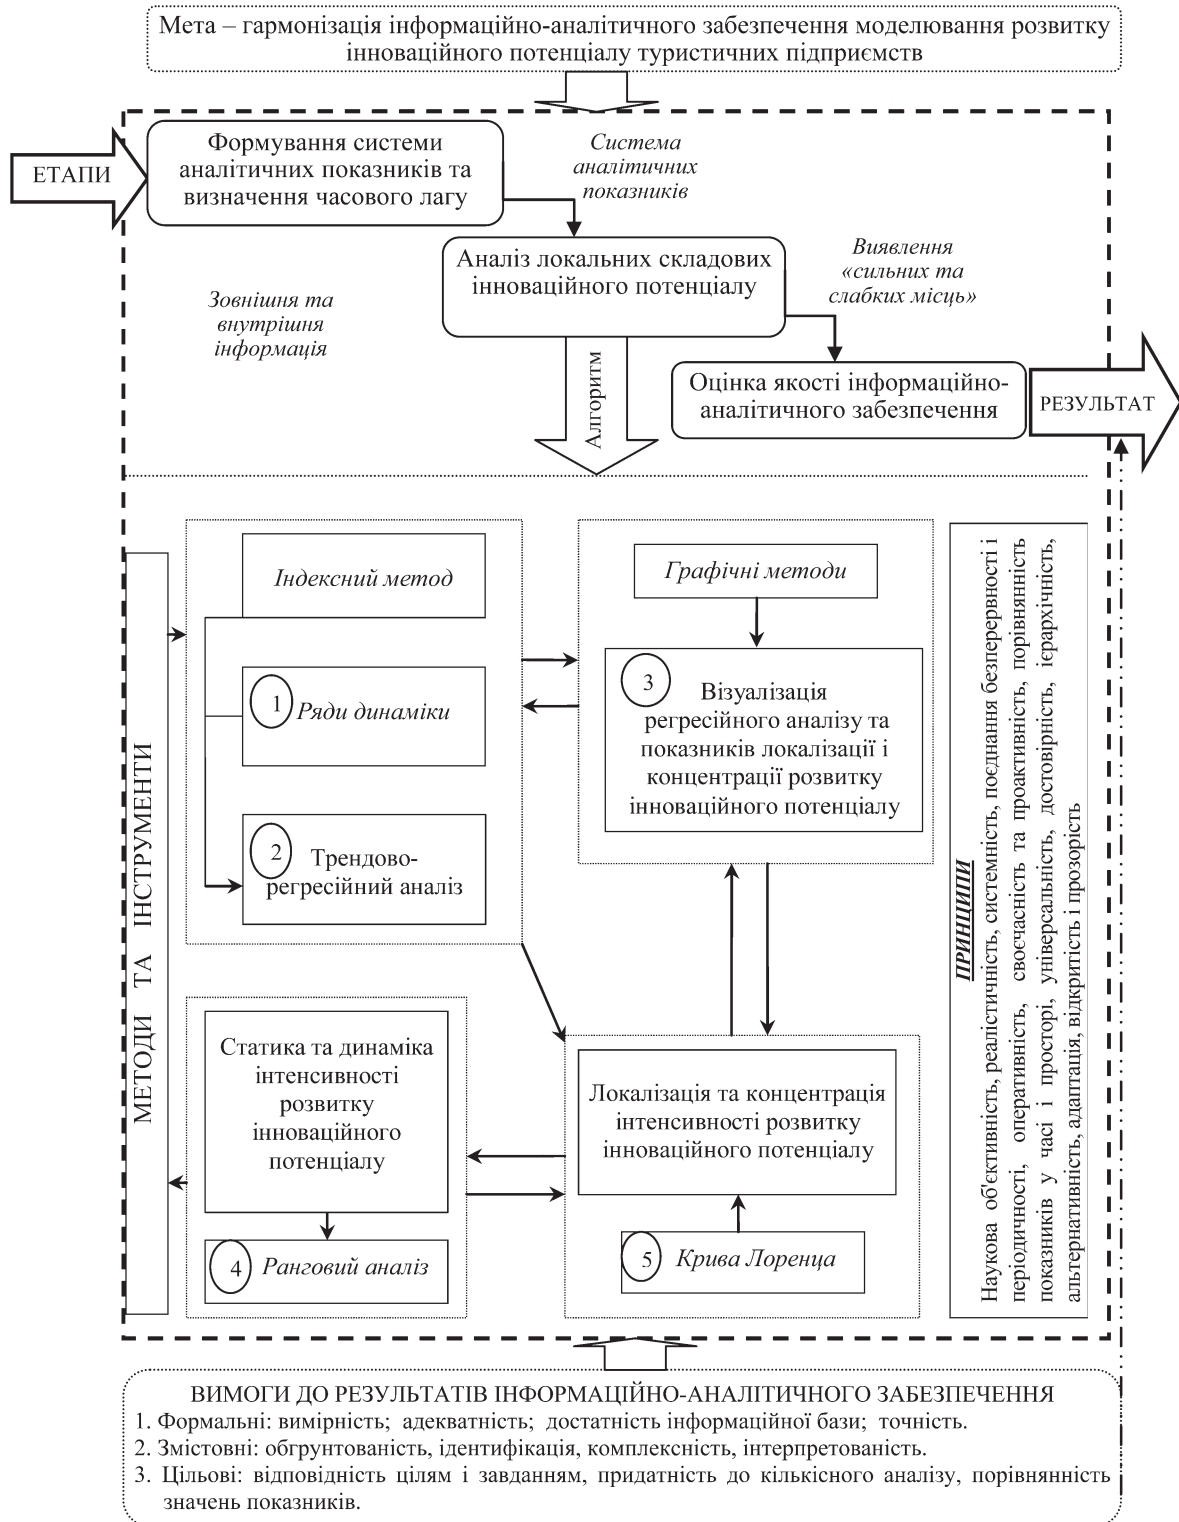 Мета – гармонізація інформаційно-аналітичного забезпечення моделювання розвитку
інноваційного потенціалу туристичних підприємств
ЕТАПИ
Формування системи
аналітичних показників та
визначення часового лагу
Система
аналітичних
показників
Аналіз локальних складових
інноваційного потенціалу
Виявлення
«сильних та
слабких місць»
Зовнішня та
внутрішня
інформація
Алгоритм
Оцінка якості інформаційно-
аналітичного забезпечення
РЕЗУЛЬТАТ
МЕТОДИ ТА ІНСТРУМЕНТИ
Індексний метод
1
Ряди динаміки
2
Трендово-
регресійний аналіз
Графічні методи
3
Візуалізація
регресійного аналізу та
показників локалізації і
концентрації розвитку
інноваційного потенціалу
Статика та динаміка
інтенсивності
розвитку
інноваційного
потенціалу
4
Ранговий аналіз
Локалізація та концентрація
інтенсивності розвитку
інноваційного потенціалу
5
Крива Лоренца
ПРИНЦИПИ
Наукова об'єктивність, реалістичність, системність, поєднання безперервності і
періодичності, оперативність, своєчасність та проактивність, порівнянність
показників у часі і просторі, універсальність, достовірність, ієрархічність,
альтернативність, адаптація, відкритість і прозорість
ВИМОГИ ДО РЕЗУЛЬТАТІВ ІНФОРМАЦІЙНО-АНАЛІТИЧНОГО ЗАБЕЗПЕЧЕННЯ
1. Формальні: вимірність; адекватність; достатність інформаційної бази; точність.
2. Змістовні: обгрунтованість, ідентифікація, комплексність, інтерпретованість.
3. Цільові: відповідність цілям і завданням, придатність до кількісного аналізу, порівнянність
значень показників.